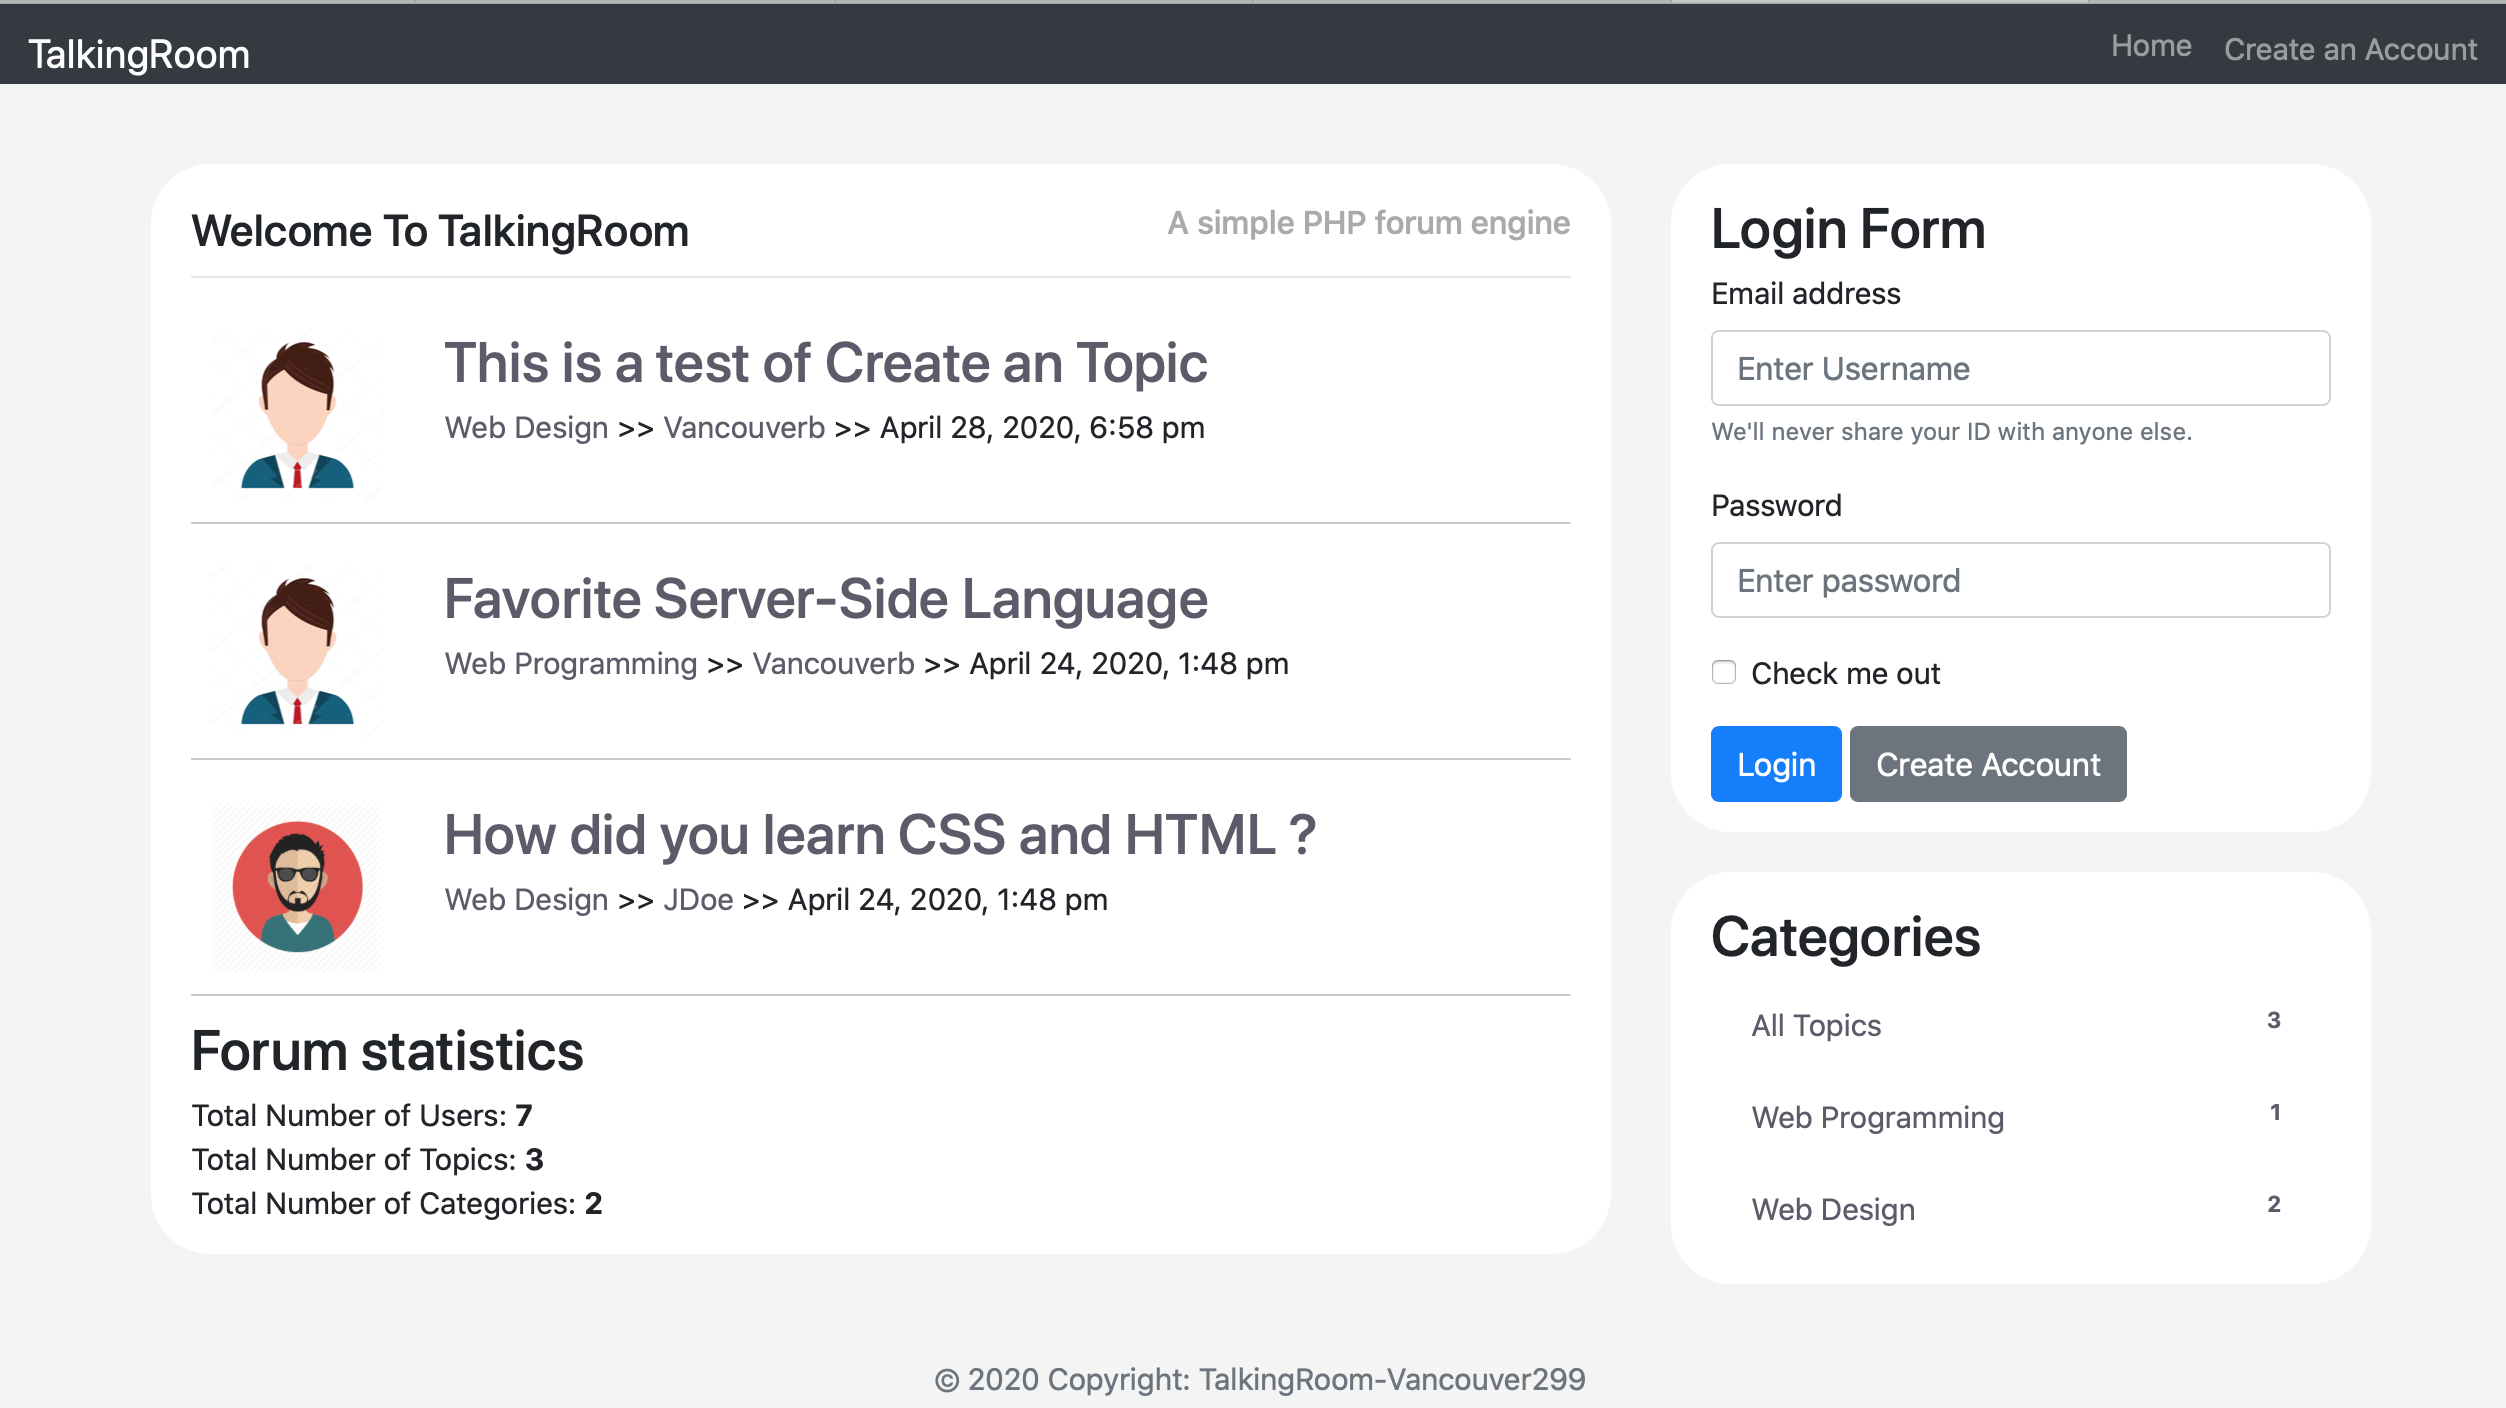 TalkingRoom
Home
Create an Account
Welcome To TalkingRoom
A simple PHP forum engine
This is a test of Create an Topic
Web Design >> Vancouverb >> April 28, 2020, 6:58 pm
Favorite Server-Side Language
Web Programming >> Vancouverb >> April 24, 2020, 1:48 pm
How did you learn CSS and HTML ?
Web Design >> JDoe >> April 24, 2020, 1:48 pm
Forum statistics
Total Number of Users: 7
Total Number of Topics: 3
Total Number of Categories: 2
Login Form
Email address
Enter Username
We'll never share your ID with anyone else.
Password
Enter password
Check me out
Login
Create Account
Categories
All Topics 3
Web Programming 1
Web Design 2
© 2020 Copyright: TalkingRoom-Vancouver299